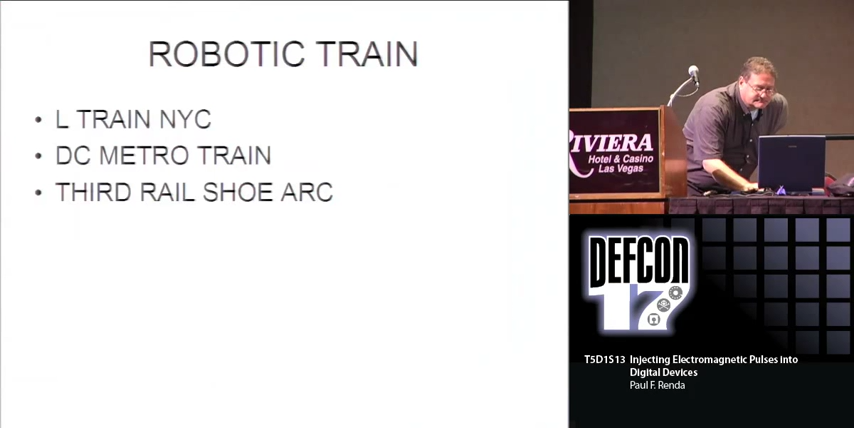 ROBOTIC TRAIN
• L TRAIN NYC
• DC METRO TRAIN
• THIRD RAIL SHOE ARC
RIVIERA
Hotel & Casino
Las Vegas
DEFCON
17
T5D1S13 Injecting Electromagnetic Pulses into
Digital Devices
Paul F. Renda